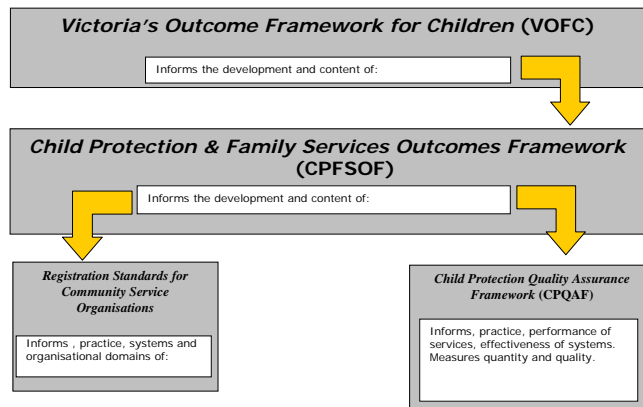 Victoria's Outcome Framework for Children (VOFC)
Informs the development and content of:
Child Protection & Family Services Outcomes Framework
(CPFSOF)
Informs the development and content of:
Registration Standards for
Community Service
Organisations
Informs , practice, systems and
organisational domains of:
Child Protection Quality Assurance
Framework (CPQAF)
Informs, practice, performance of
services, effectiveness of systems.
Measures quantity and quality.